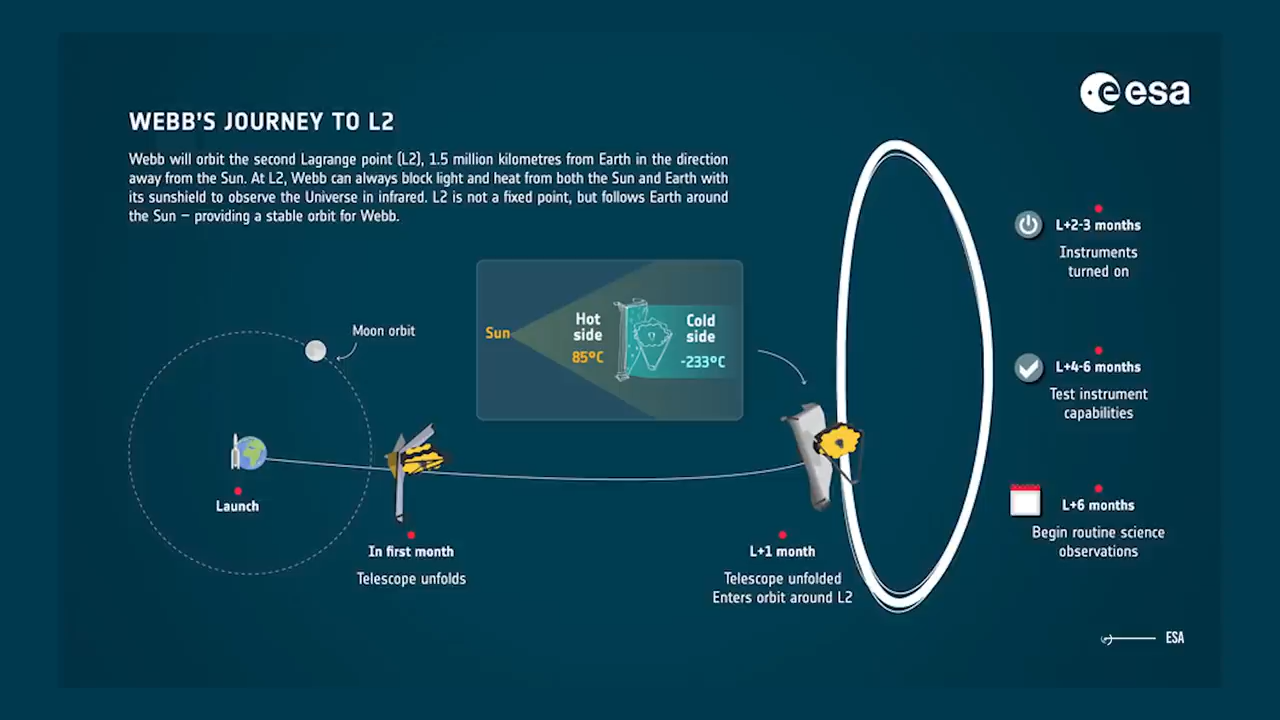 esa
WEBB'S JOURNEY TO L2
Webb will orbit the second Lagrange point (L2), 1.5 million kilometres from Earth in the direction
away from the Sun. At L2, Webb can always block light and heat from both the Sun and Earth with
its sunshield to observe the Universe in infrared. L2 is not a fixed point, but follows Earth around
the Sun – providing a stable orbit for Webb.
Moon orbit
Launch
In first month
Telescope unfolds
Sun
Hot
side
85°C
Cold
side
-233°C
L+1 month
Telescope unfolded
Enters orbit around L2
L+2-3 months
Instruments
turned on
L+4-6 months
Test instrument
capabilities
L+6 months
Begin routine science
observations
ESA